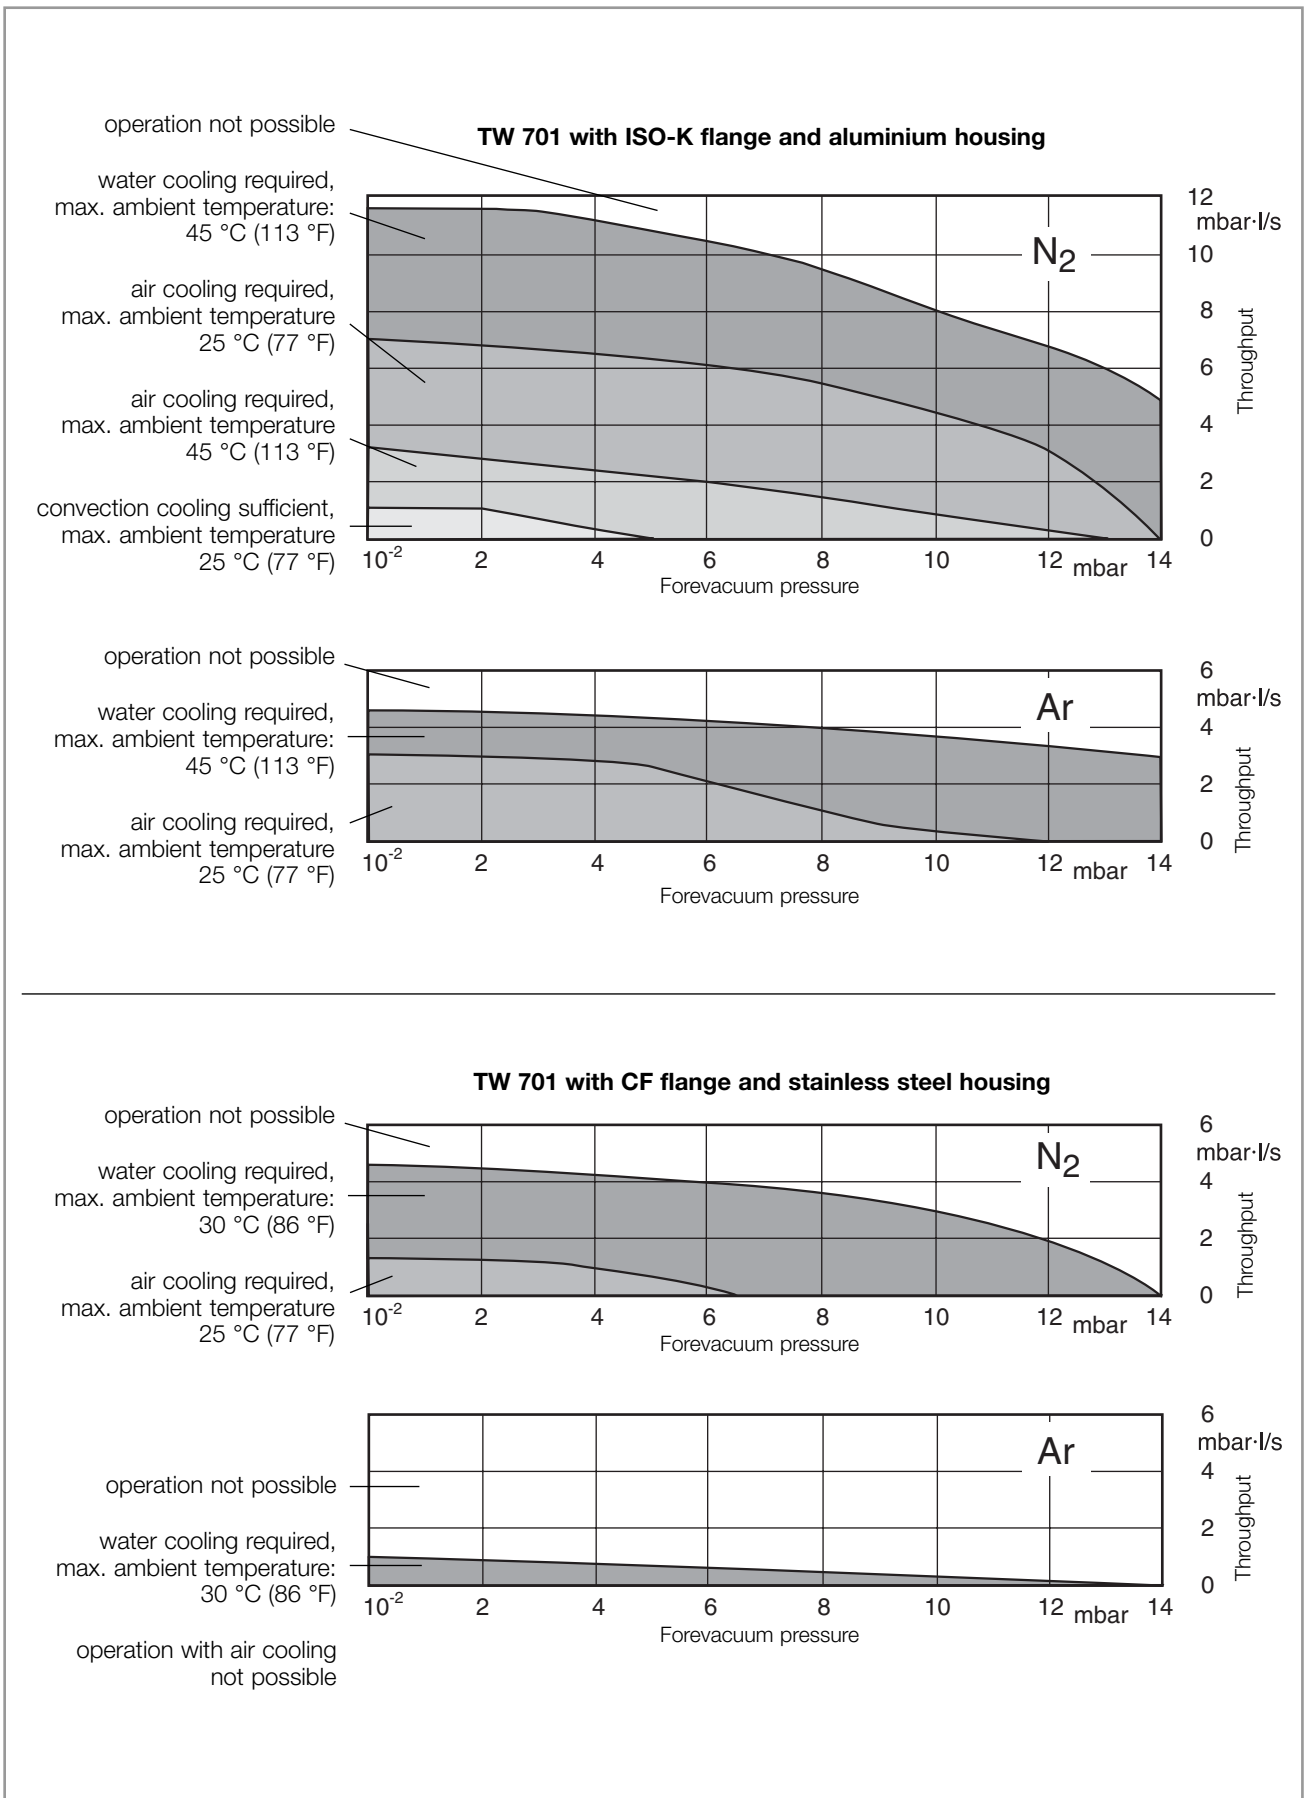 TW 701 with ISO-K flange and aluminium housing
operation not possible
water cooling required,
max. ambient temperature:
45 °C (113 °F)
air cooling required,
max. ambient temperature
25 °C (77 °F)
air cooling required,
max. ambient temperature
45 °C (113 °F)
convection cooling sufficient,
max. ambient temperature
25 °C (77 °F)
N2
12
mbar·l/s
10
8
6
4
2
0
Throughput
10-2 2 4 6 8 10 12 mbar 14
Forevacuum pressure
operation not possible
water cooling required,
max. ambient temperature:
45 °C (113 °F)
air cooling required,
max. ambient temperature
25 °C (77 °F)
Ar
6
mbar·l/s
4
2
0
Throughput
10-2 2 4 6 8 10 12 mbar 14
Forevacuum pressure
TW 701 with CF flange and stainless steel housing
operation not possible
water cooling required,
max. ambient temperature:
30 °C (86 °F)
air cooling required,
max. ambient temperature
25 °C (77 °F)
N2
6
mbar·l/s
4
2
0
Throughput
10-2 2 4 6 8 10 12 mbar 14
Forevacuum pressure
operation not possible
water cooling required,
max. ambient temperature:
30 °C (86 °F)
operation with air cooling
not possible
Ar
6
mbar·l/s
4
2
0
Throughput
10-2 2 4 6 8 10 12 mbar 14
Forevacuum pressure